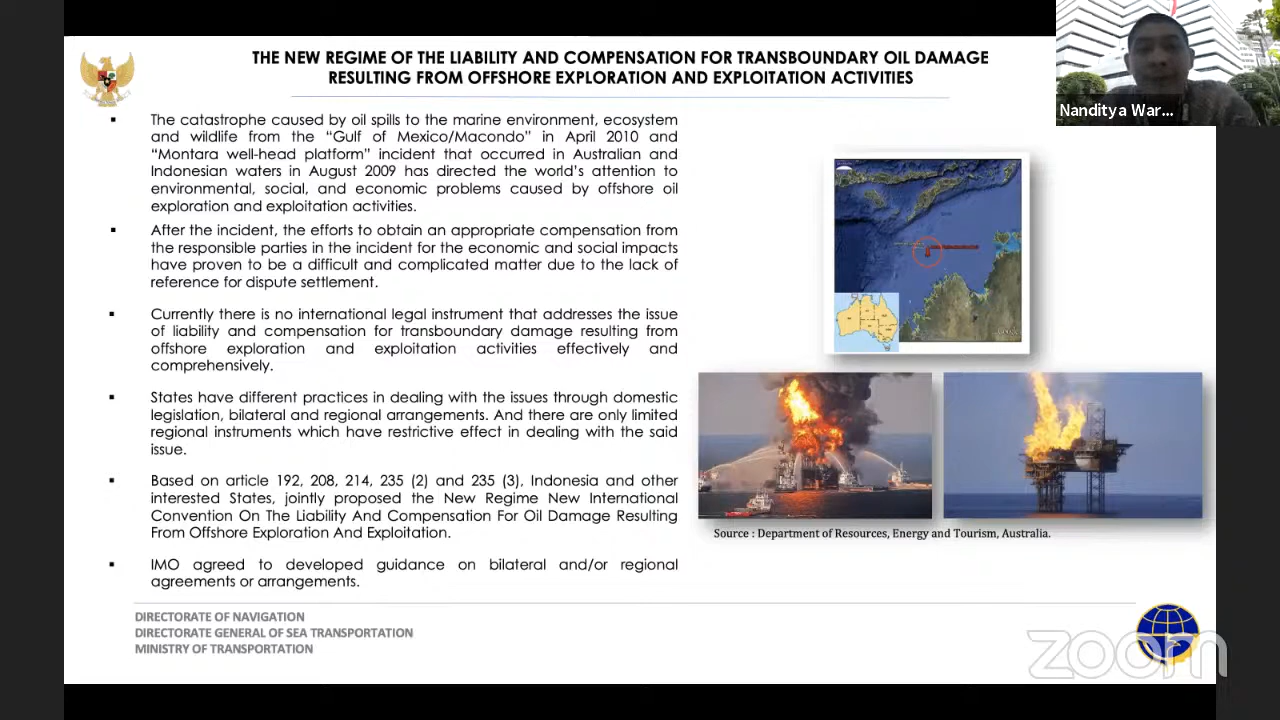 THE NEW REGIME OF THE LIABILITY AND COMPENSATION FOR TRANSBOUNDARY OIL DAMAGE
RESULTING FROM OFFSHORE EXPLORATION AND EXPLOITATION ACTIVITIES
Nanditya War...
▪ The catastrophe caused by oil spills to the marine environment, ecosystem
and wildlife from the “Gulf of Mexico/Macondo” in April 2010 and
“Montara well-head platform” incident that occurred in Australian and
Indonesian waters in August 2009 has directed the world’s attention to
environmental, social, and economic problems caused by offshore oil
exploration and exploitation activities.
▪ After the incident, the efforts to obtain an appropriate compensation from
the responsible parties in the incident for the economic and social impacts
have proven to be a difficult and complicated matter due to the lack of
reference for dispute settlement.
▪ Currently there is no international legal instrument that addresses the issue
of liability and compensation for transboundary damage resulting from
offshore exploration and exploitation activities effectively and
comprehensively.
▪ States have different practices in dealing with the issues through domestic
legislation, bilateral and regional arrangements. And there are only limited
regional instruments which have restrictive effect in dealing with the said
issue.
▪ Based on article 192, 208, 214, 235 (2) and 235 (3), Indonesia and other
interested States, jointly proposed the New Regime New International
Convention On The Liability And Compensation For Oil Damage Resulting
From Offshore Exploration And Exploitation.
▪ IMO agreed to developed guidance on bilateral and/or regional
agreements or arrangements.
Source : Department of Resources, Energy and Tourism, Australia.
DIRECTORATE OF NAVIGATION
DIRECTORATE GENERAL OF SEA TRANSPORTATION
MINISTRY OF TRANSPORTATION
zoom